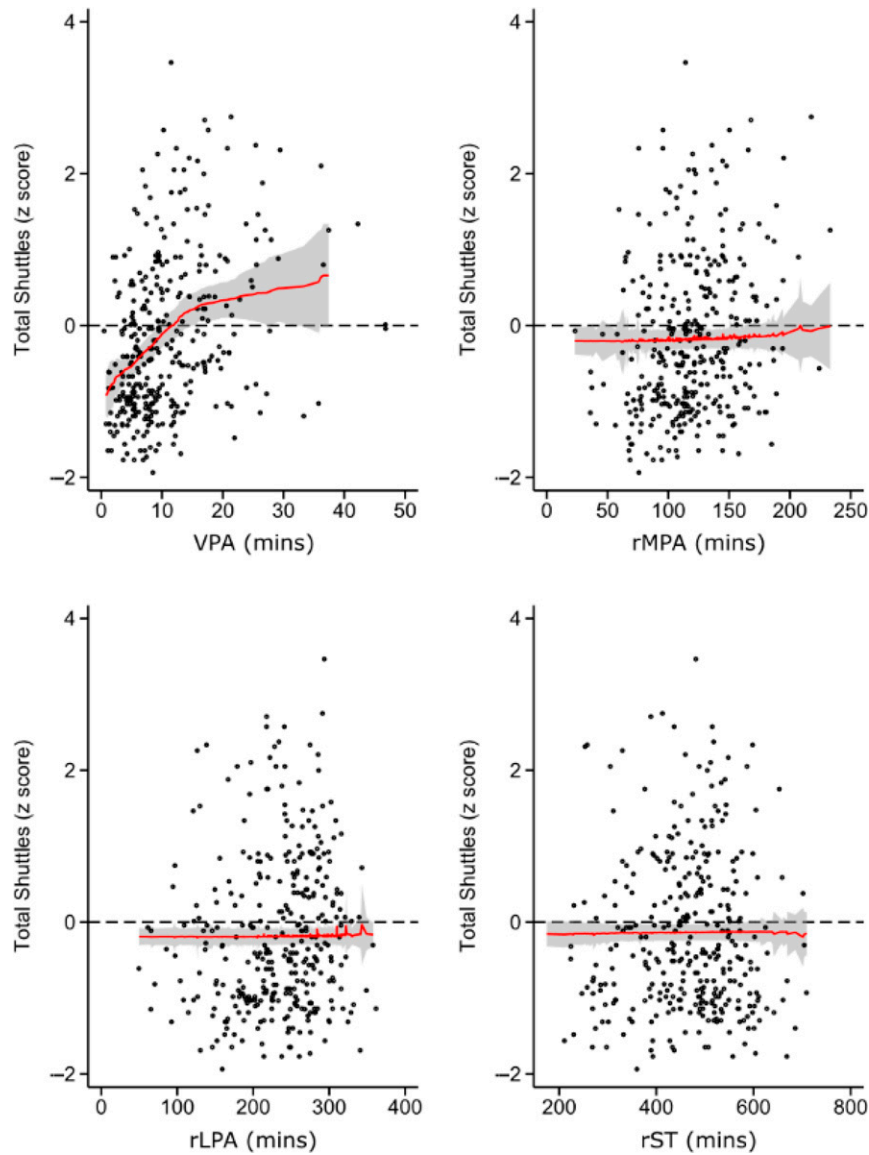 4
2
0
-–2
Total Shuttles (z score)
0 10 20 30 40 50
VPA (mins)
4
2
0
-–2
Total Shuttles (z score)
0 50 100 150 200 250
rMPA (mins)
4
2
0
-–2
Total Shuttles (z score)
0 100 200 300 400
rLPA (mins)
4
2
0
-–2
Total Shuttles (z score)
200 400 600 800
rST (mins)